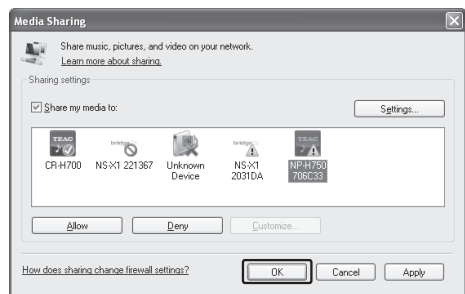 Media Sharing
Share music, pictures, and video on your network.
Learn more about sharing.
Sharing settings
Share my media to:
Settings...
TEAC
TEAC
CR-H700
NS-X1 221367
Unknown
Device
NS-X1
2031DA
NP-H750
706C33
Allow
Deny
Customize...
How does sharing change firewall settings?
OK
Cancel
Apply